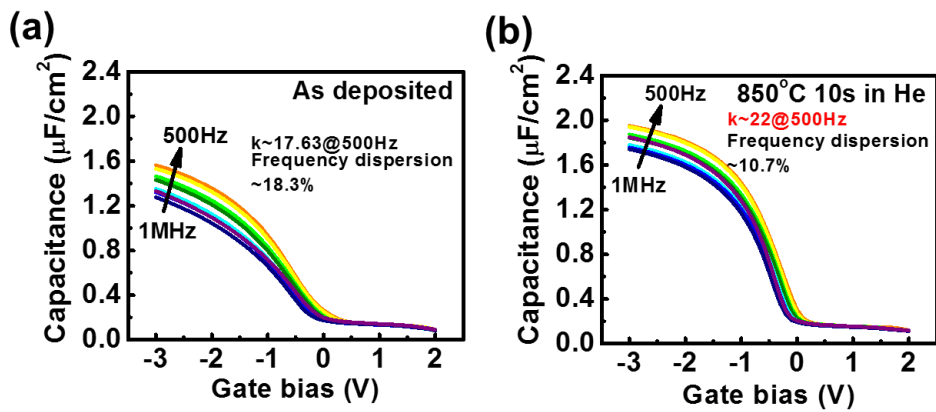 (a)
As deposited
500Hz
k~17.63@500Hz
Frequency dispersion
~18.3%
1MHz
Capacitance (µF/cm²)
2.4
2.0
1.6
1.2
0.8
0.4
0.0
-3 -2 -1 0 1 2
Gate bias (V)
(b)
850°C 10s in He
500Hz
k~22@500Hz
Frequency dispersion
~10.7%
1MHz
Capacitance (µF/cm²)
2.4
2.0
1.6
1.2
0.8
0.4
0.0
-3 -2 -1 0 1 2
Gate bias (V)